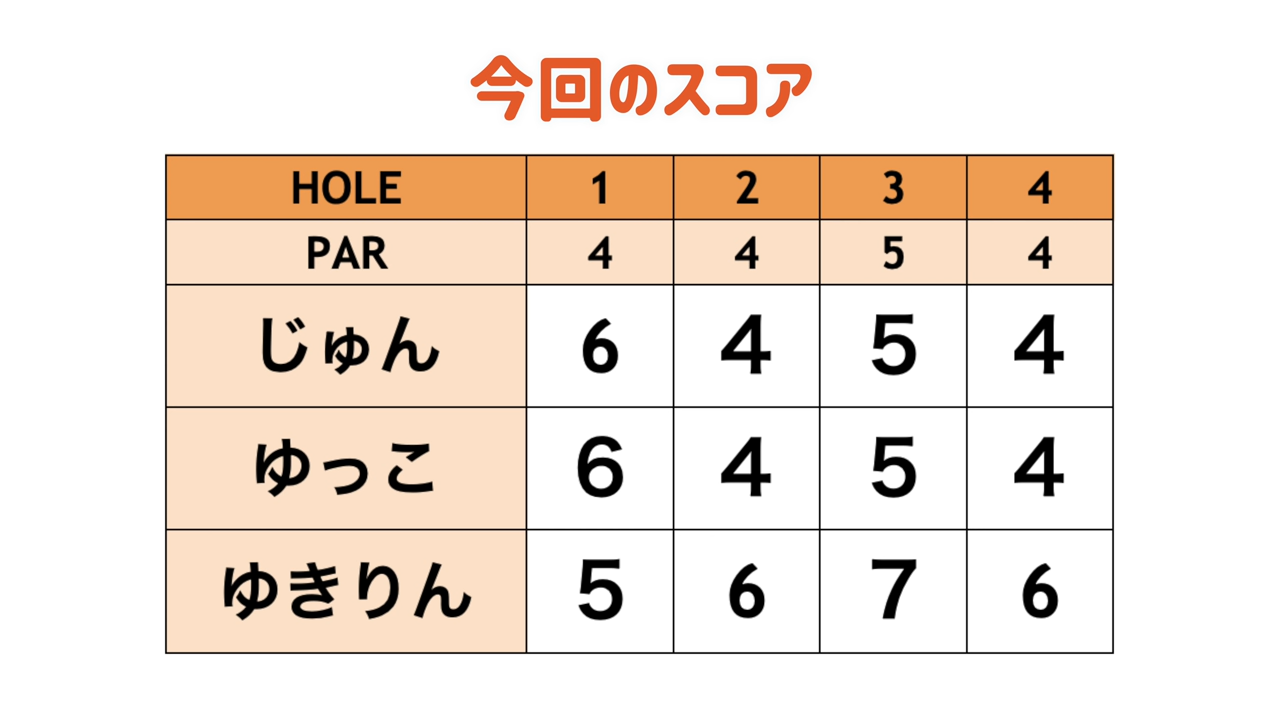 今回のスコア
HOLE 1 2 3 4
PAR 4 4 5 4
じゅん 6 4 5 4
ゆっこ 6 4 5 4
ゆきりん 5 6 7 6